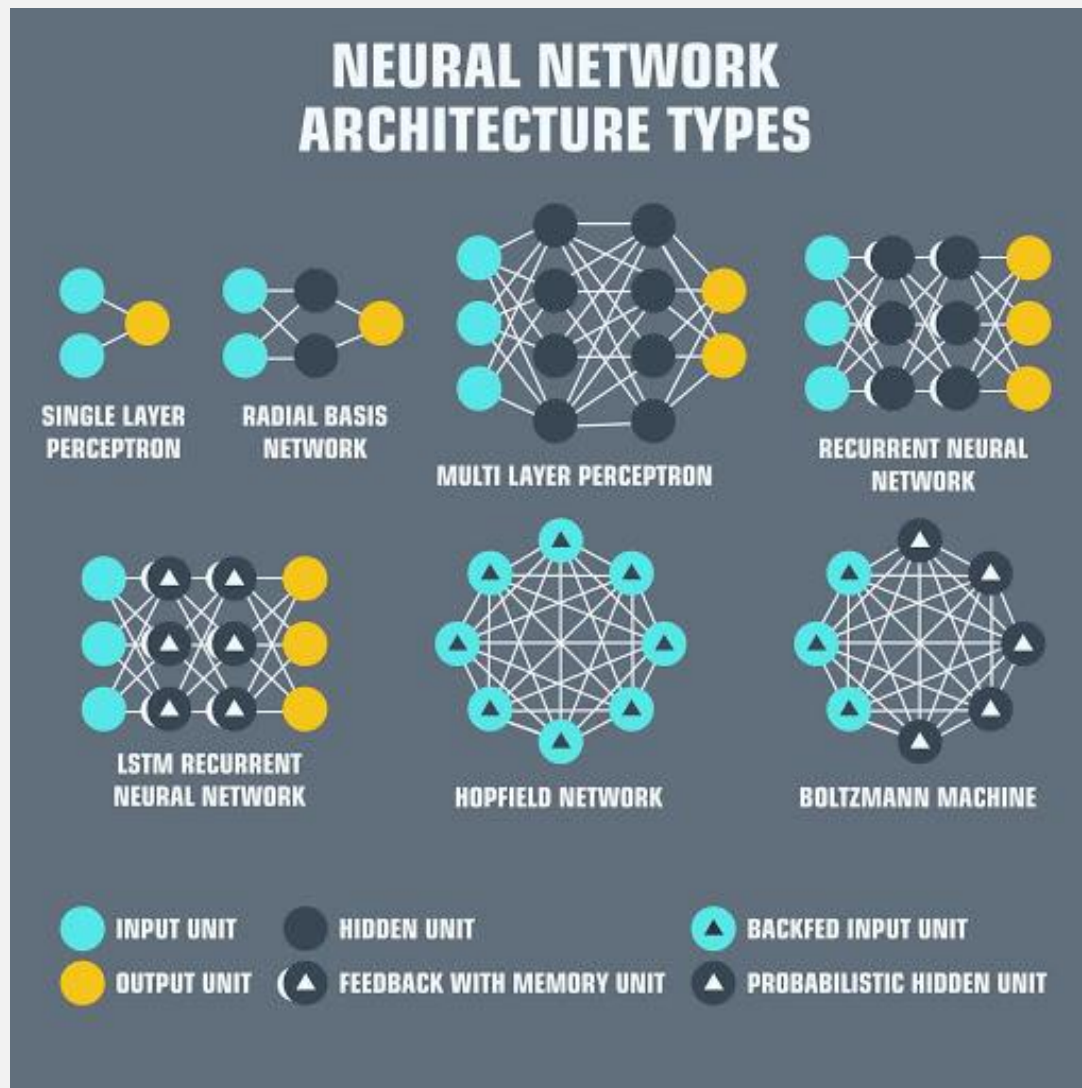 NEURAL NETWORK
ARCHITECTURE TYPES
SINGLE LAYER
PERCEPTRON
RADIAL BASIS
NETWORK
MULTI LAYER PERCEPTRON
RECURRENT NEURAL
NETWORK
LSTM RECURRENT
NEURAL NETWORK
HOPFIELD NETWORK
BOLTZMANN MACHINE
INPUT UNIT
HIDDEN UNIT
BACKFED INPUT UNIT
OUTPUT UNIT
FEEDBACK WITH MEMORY UNIT
PROBABILISTIC HIDDEN UNIT